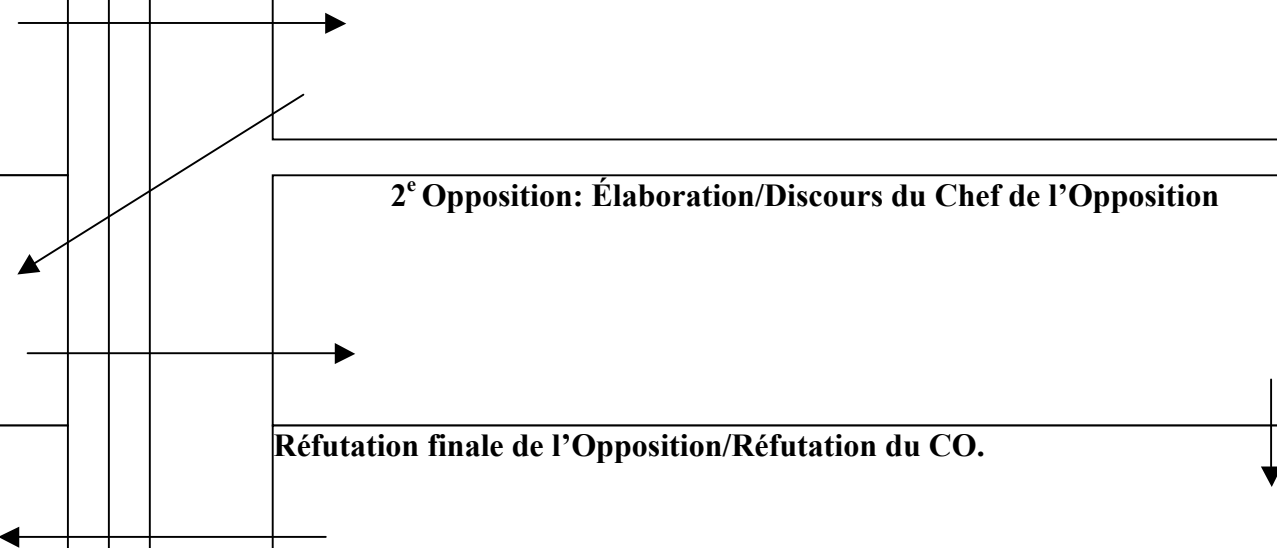 2e Opposition: Élaboration/Discours du Chef de l’Opposition
Réfutation finale de l’Opposition/Réfutation du CO.